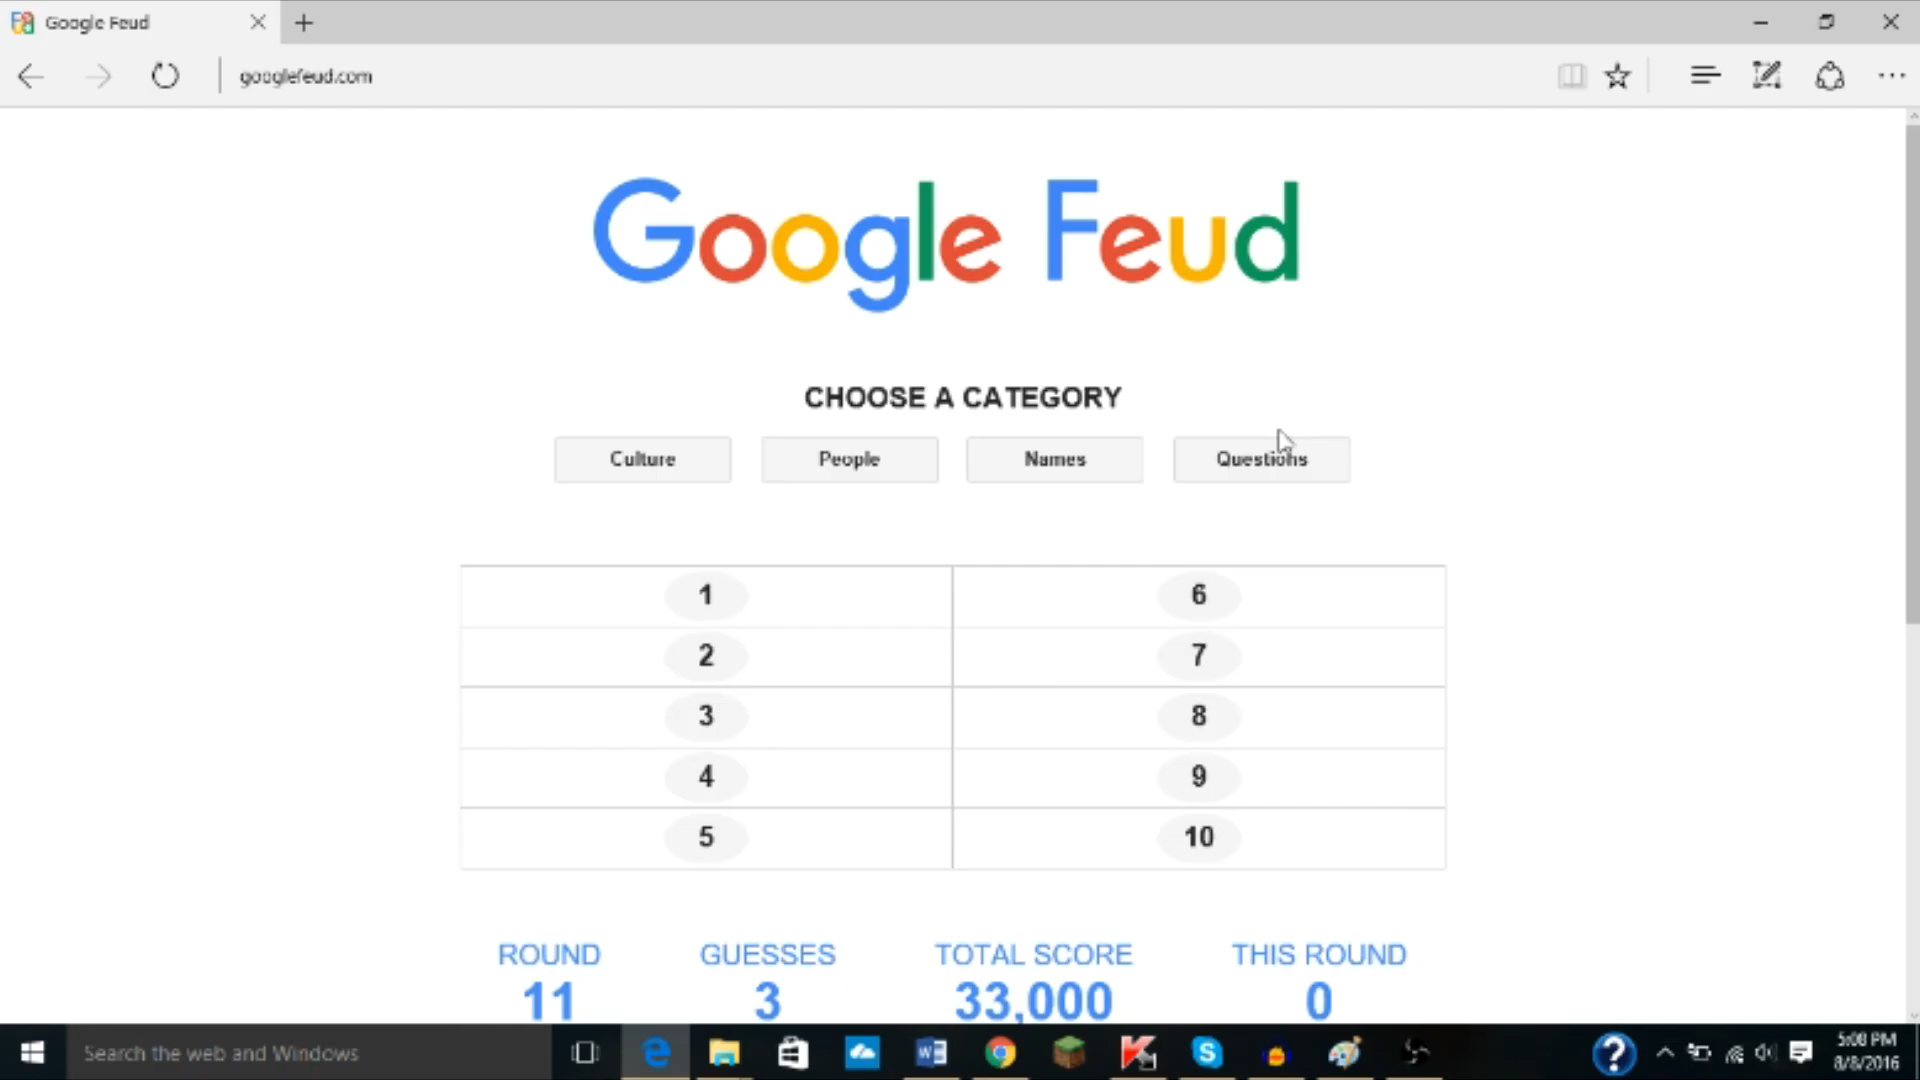 Google Feud
googlefeud.com
Google Feud
CHOOSE A CATEGORY
Culture People Names Questions
1 6
2 7
3 8
4 9
5 10
ROUND GUESSES TOTAL SCORE THIS ROUND
11 3 33,000 0
Search the web and Windows
5:08 PM
8/8/2016